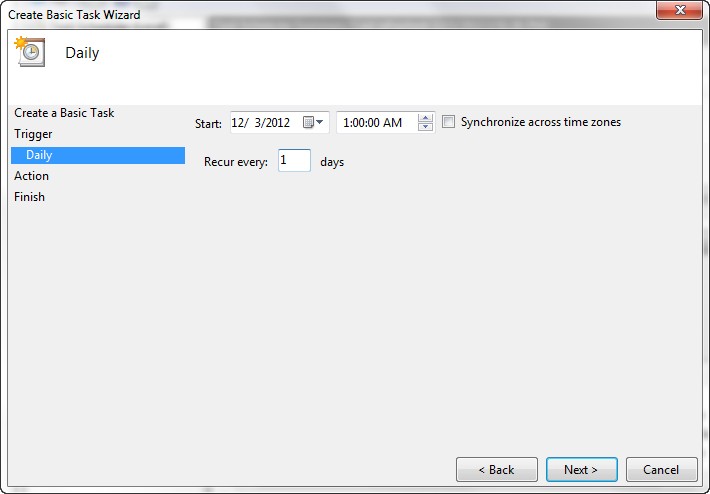 Create Basic Task Wizard
Daily
Create a Basic Task
Trigger
Daily
Action
Finish
Start: 12/ 3/2012 1:00:00 AM Synchronize across time zones
Recur every: 1 days
< Back Next > Cancel